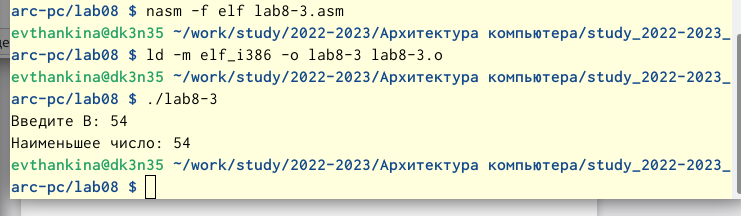 arc-pc/lab08 $ nasm -f elf lab8-3.asm
evthankina@dk3n35 ~/work/study/2022-2023/Архитектура компьютера/study_2022-2023_
arc-pc/lab08 $ ld -m elf_i386 -o lab8-3 lab8-3.o
evthankina@dk3n35 ~/work/study/2022-2023/Архитектура компьютера/study_2022-2023_
arc-pc/lab08 $ ./lab8-3
Введите В: 54
Наименьшее число: 54
evthankina@dk3n35 ~/work/study/2022-2023/Архитектура компьютера/study_2022-2023_
arc-pc/lab08 $